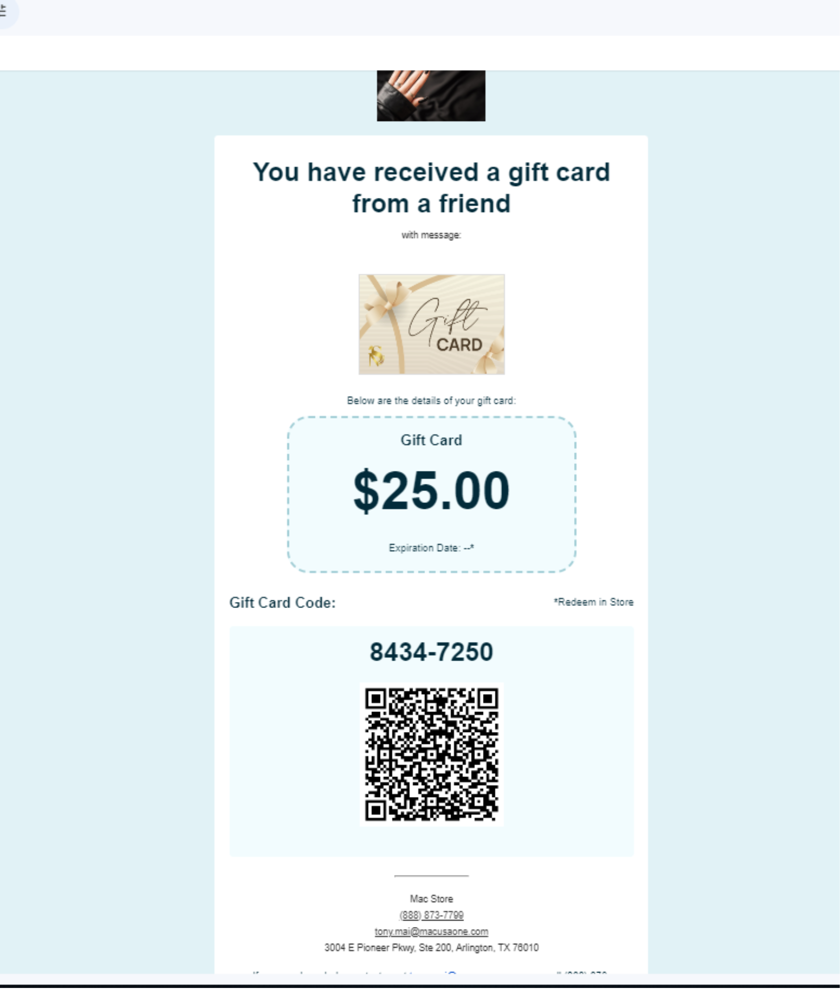 You have received a gift card
from a friend
with message:
Gift
CARD
Below are the details of your gift card:
Gift Card
$25.00
Expiration Date: --*
Gift Card Code:
*Redeem in Store
8434-7250
Mac Store
(888) 873-7799
tony.mai@macusaone.com
3004 E Pioneer Pkwy, Ste 200, Arlington, TX 76010